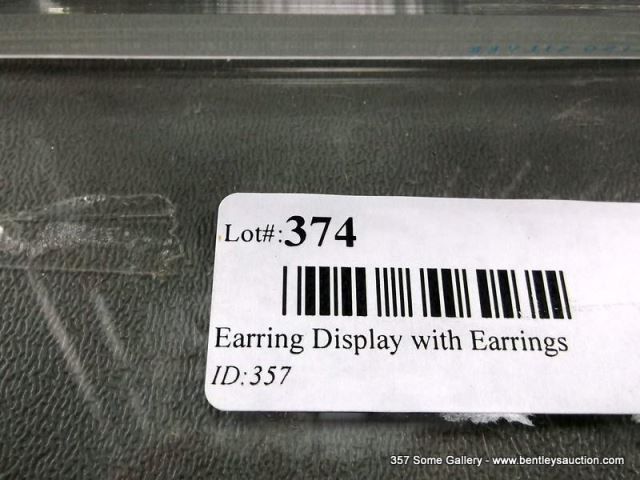 Lot#:374
Earring Display with Earrings
ID:357
357 Some Gallery - www.bentleysauction.com